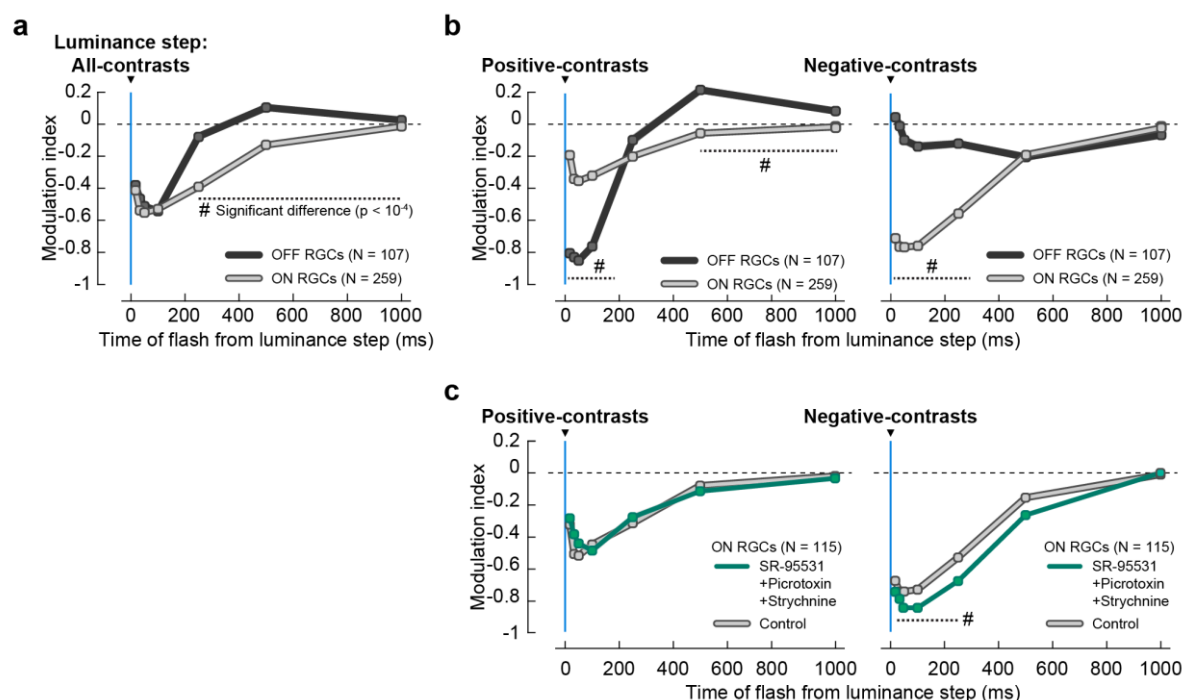 a
Luminance step:
All-contrasts
▼
0.2
0
-0.2
-0.4
-0.6
-0.8
-1
Modulation index
# Significant difference (p < 10⁻⁴)
OFF RGCs (N = 107)
ON RGCs (N = 259)
0 200 400 600 800 1000
Time of flash from luminance step (ms)
b
Positive-contrasts
▼
0.2
0
-0.2
-0.4
-0.6
-0.8
-1
Modulation index
#
#
OFF RGCs (N = 107)
ON RGCs (N = 259)
0 200 400 600 800 1000
Negative-contrasts
▼
#
OFF RGCs (N = 107)
ON RGCs (N = 259)
0 200 400 600 800 1000
Time of flash from luminance step (ms)
c
Positive-contrasts
▼
0.2
0
-0.2
-0.4
-0.6
-0.8
-1
Modulation index
ON RGCs (N = 115)
SR-95531
+Picrotoxin
+Strychnine
Control
0 200 400 600 800 1000
Negative-contrasts
▼
ON RGCs (N = 115)
SR-95531
+Picrotoxin
+Strychnine
#
Control
0 200 400 600 800 1000
Time of flash from luminance step (ms)